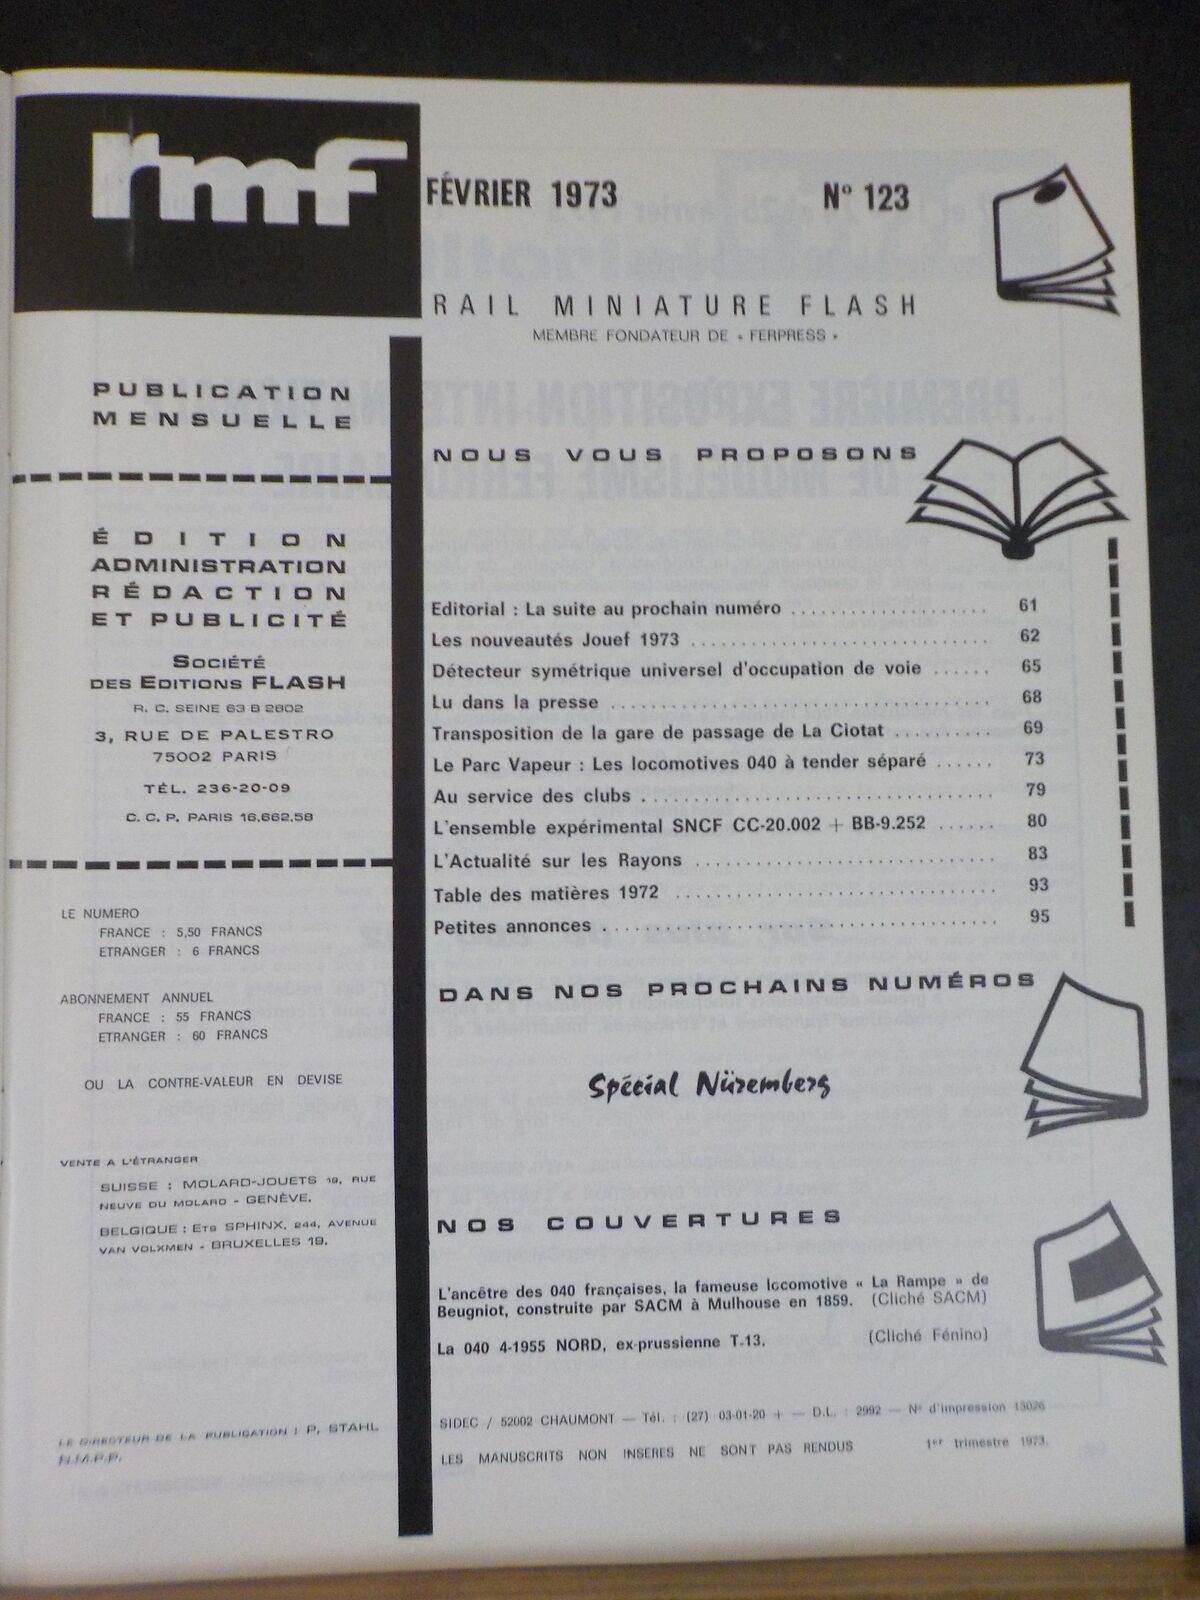 rmf
FÉVRIER 1973 N° 123
RAIL MINIATURE FLASH
MEMBRE FONDATEUR DE « FERPRESS »
PUBLICATION
MENSUELLE
ÉDITION
ADMINISTRATION
RÉDACTION
ET PUBLICITÉ
SOCIÉTÉ
DES EDITIONS FLASH
R. C. SEINE 63 B 2802
3, RUE DE PALESTRO
75002 PARIS
TÉL. 236-20-09
C. C. P. PARIS 16.662.58
LE NUMERO
FRANCE : 5,50 FRANCS
ETRANGER : 6 FRANCS
ABONNEMENT ANNUEL
FRANCE : 55 FRANCS
ETRANGER : 60 FRANCS
OU LA CONTRE-VALEUR EN DEVISE
VENTE A L'ÉTRANGER
SUISSE : MOLARD-JOUETS 19, RUE
NEUVE DU MOLARD - GENÈVE.
BELGIQUE : ETS SPHINX, 244, AVENUE
VAN VOLXMEN - BRUXELLES 19.
LE DIRECTEUR DE LA PUBLICATION : P. STAHL
N.M.P.P.
NOUS VOUS PROPOSONS
Editorial : La suite au prochain numéro .................... 61
Les nouveautés Jouef 1973 .............................. 62
Détecteur symétrique universel d'occupation de voie ...... 65
Lu dans la presse ...................................... 68
Transposition de la gare de passage de La Ciotat .......... 69
Le Parc Vapeur : Les locomotives 040 à tender séparé ...... 73
Au service des clubs .................................... 79
L'ensemble expérimental SNCF CC-20.002 + BB-9.252 ...... 80
L'Actualité sur les Rayons .............................. 83
Table des matières 1972 ................................ 93
Petites annonces ........................................ 95
DANS NOS PROCHAINS NUMÉROS
Spécial Nüremberg
NOS COUVERTURES
L'ancêtre des 040 françaises, la fameuse locomotive « La Rampe » de
Beugniot, construite par SACM à Mulhouse en 1859. (Cliché SACM)
La 040 4-1955 NORD, ex-prussienne T.13. (Cliché Fénino)
SIDEC / 52002 CHAUMONT — Tél. : (27) 03-01-20 + — D.L. : 2992 — N° d'impression 13026
LES MANUSCRITS NON INSERES NE SONT PAS RENDUS 1er trimestre 1973.